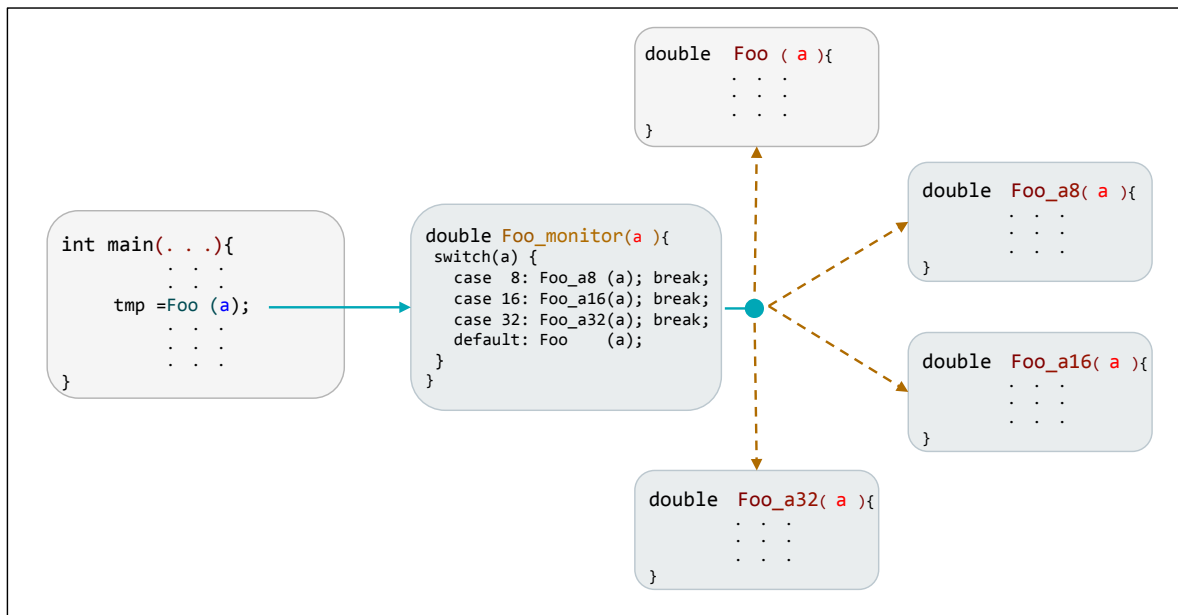 int main(. . .){
. . .
. . .
tmp =Foo (a);
. . .
. . .
. . .
}
double Foo_monitor(a ){
switch(a) {
case 8: Foo_a8 (a); break;
case 16: Foo_a16(a); break;
case 32: Foo_a32(a); break;
default: Foo (a);
}
}
double Foo ( a ){
. . .
. . .
. . .
}
double Foo_a8( a ){
. . .
. . .
. . .
}
double Foo_a16( a ){
. . .
. . .
. . .
}
double Foo_a32( a ){
. . .
. . .
. . .
}